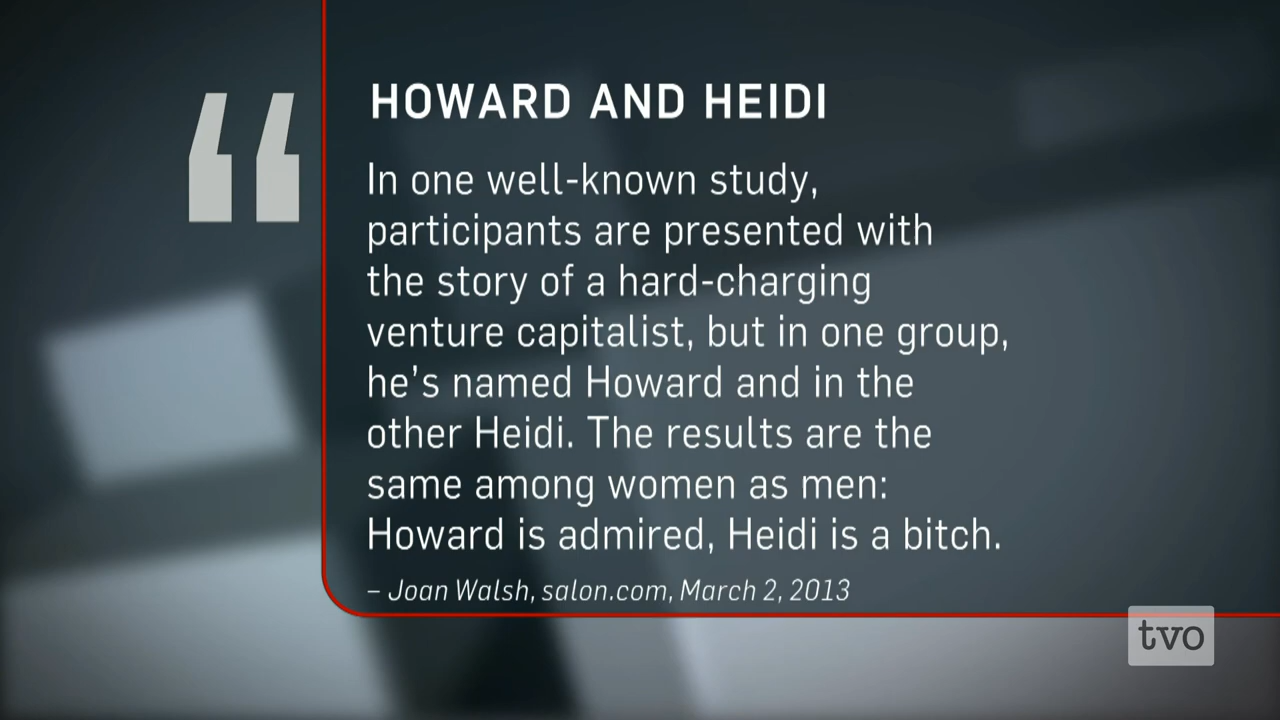 “
HOWARD AND HEIDI
In one well-known study,
participants are presented with
the story of a hard-charging
venture capitalist, but in one group,
he’s named Howard and in the
other Heidi. The results are the
same among women as men:
Howard is admired, Heidi is a bitch.
– Joan Walsh, salon.com, March 2, 2013
tvo